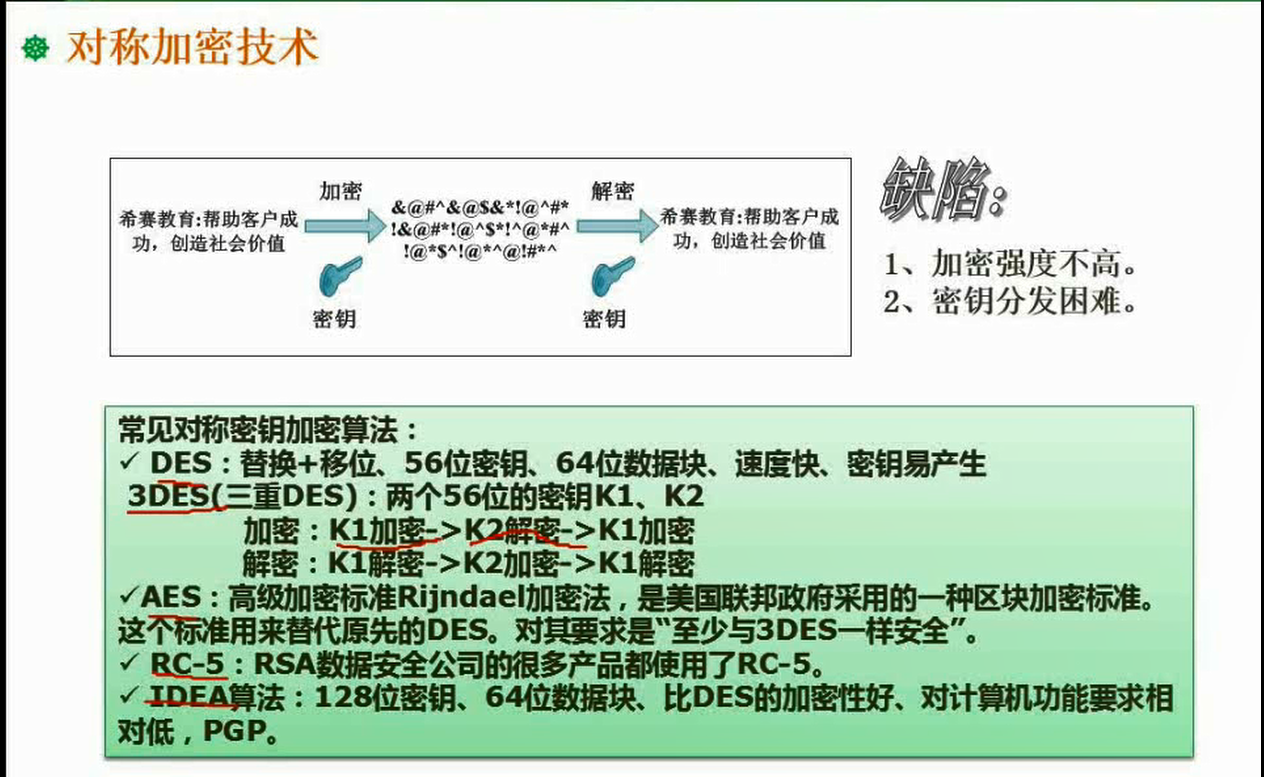 对称加密技术
加密
解密
希赛教育:帮助客户成
功，创造社会价值
&@#^&@$&*!@^#*
!&@#*!@^$*!^@*#^
!@*$^!@*^@!#*^
希赛教育:帮助客户成
功，创造社会价值
密钥
密钥
缺陷:
1、加密强度不高。
2、密钥分发困难。
常见对称密钥加密算法：
✓ DES：替换+移位、56位密钥、64位数据块、速度快、密钥易产生
3DES(三重DES)：两个56位的密钥K1、K2
加密：K1加密->K2解密->K1加密
解密：K1解密->K2加密->K1解密
✓AES：高级加密标准Rijndael加密法，是美国联邦政府采用的一种区块加密标准。
这个标准用来替代原先的DES。对其要求是“至少与3DES一样安全”。
✓ RC-5：RSA数据安全公司的很多产品都使用了RC-5。
✓ IDEA算法：128位密钥、64位数据块、比DES的加密性好、对计算机功能要求相
对低，PGP。